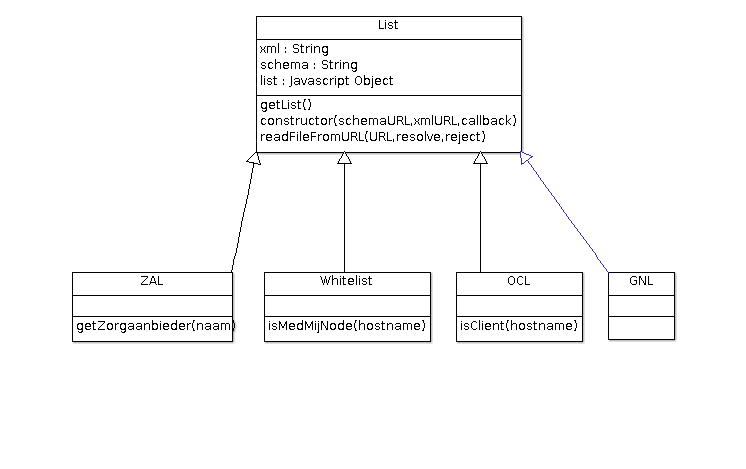 List
xml : String
schema : String
list : Javascript Object
getList()
constructor(schemaURL,xmlURL,callback)
readFileFromURL(URL,resolve,reject)
ZAL
getZorgaanbieder(naam)
Whitelist
isMedMijNode(hostname)
OCL
isClient(hostname)
GNL